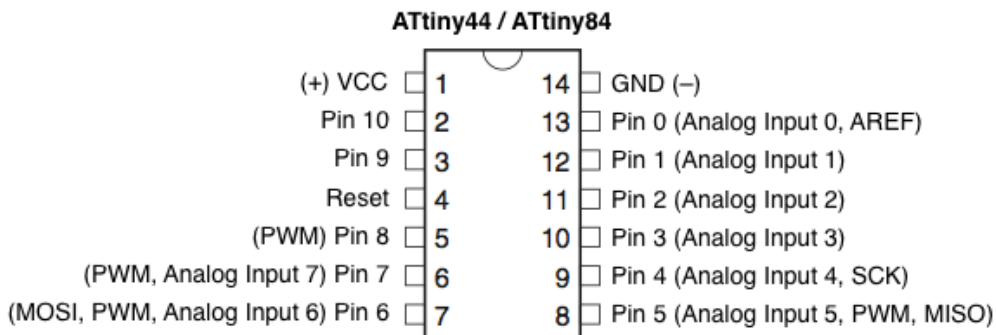 ATtiny44 / ATtiny84
(+) VCC 1 14 GND (–)
Pin 10 2 13 Pin 0 (Analog Input 0, AREF)
Pin 9 3 12 Pin 1 (Analog Input 1)
Reset 4 11 Pin 2 (Analog Input 2)
(PWM) Pin 8 5 10 Pin 3 (Analog Input 3)
(PWM, Analog Input 7) Pin 7 6 9 Pin 4 (Analog Input 4, SCK)
(MOSI, PWM, Analog Input 6) Pin 6 7 8 Pin 5 (Analog Input 5, PWM, MISO)